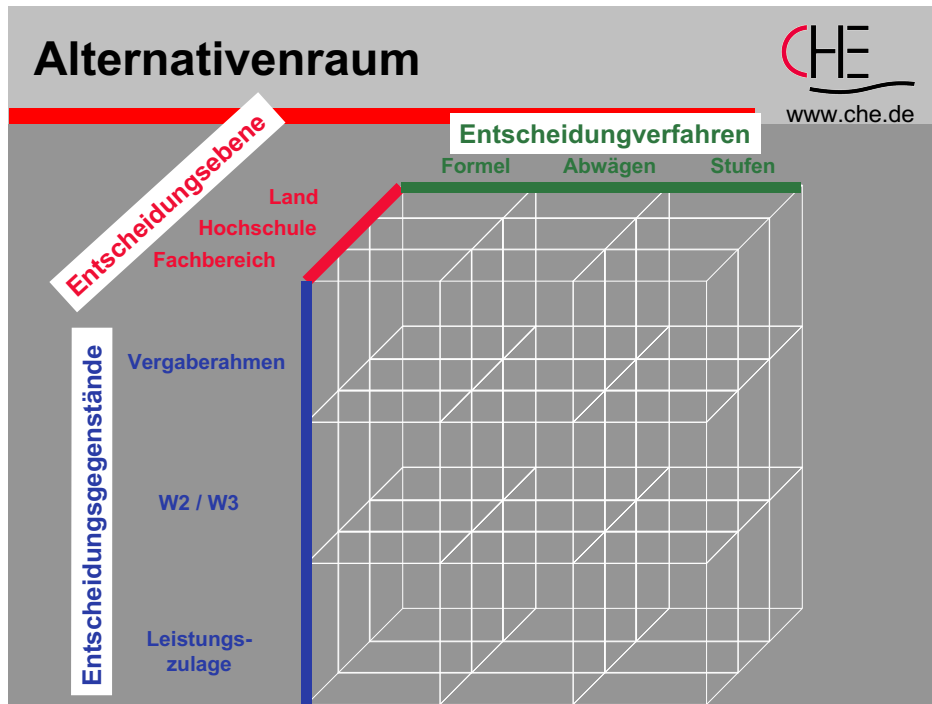 Alternativenraum
CHE
www.che.de
Entscheidungsebene
Entscheidungverfahren
Formel Abwägen Stufen
Land
Hochschule
Fachbereich
Entscheidungsgegenstände
Vergaberahmen
W2 / W3
Leistungs-
zulage